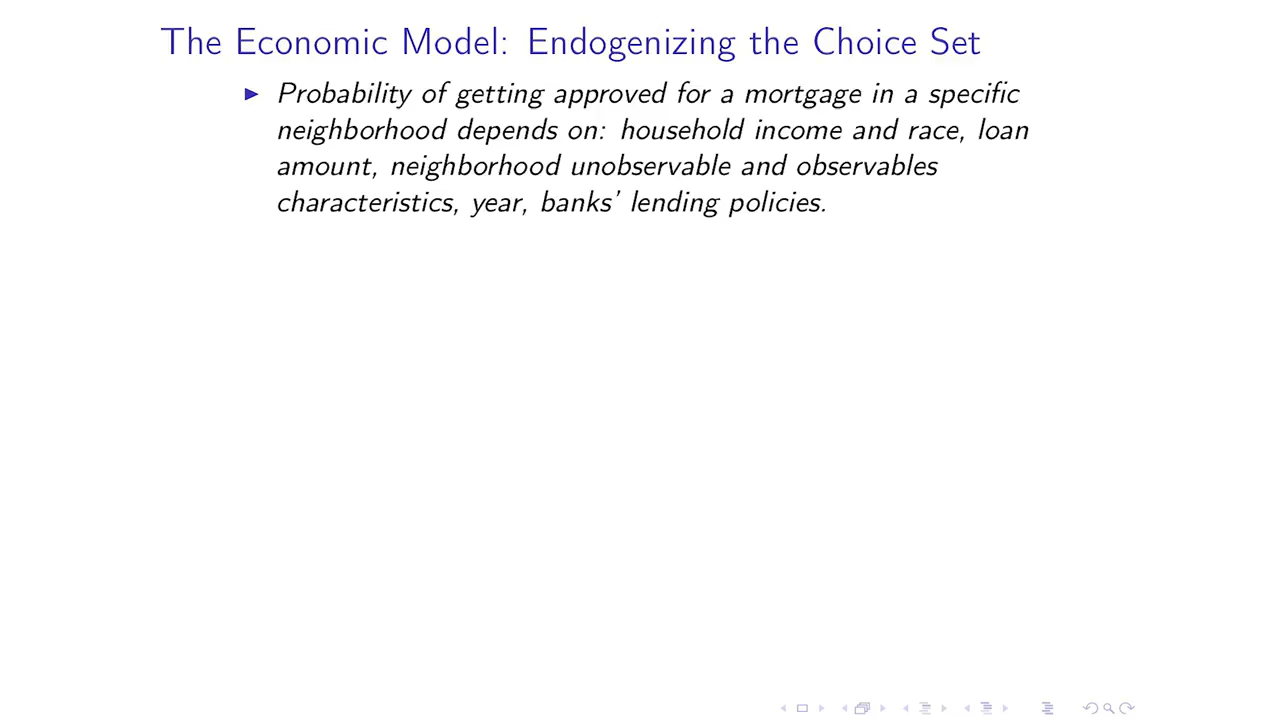 The Economic Model: Endogenizing the Choice Set
Probability of getting approved for a mortgage in a specific
neighborhood depends on: household income and race, loan
amount, neighborhood unobservable and observables
characteristics, year, banks' lending policies.